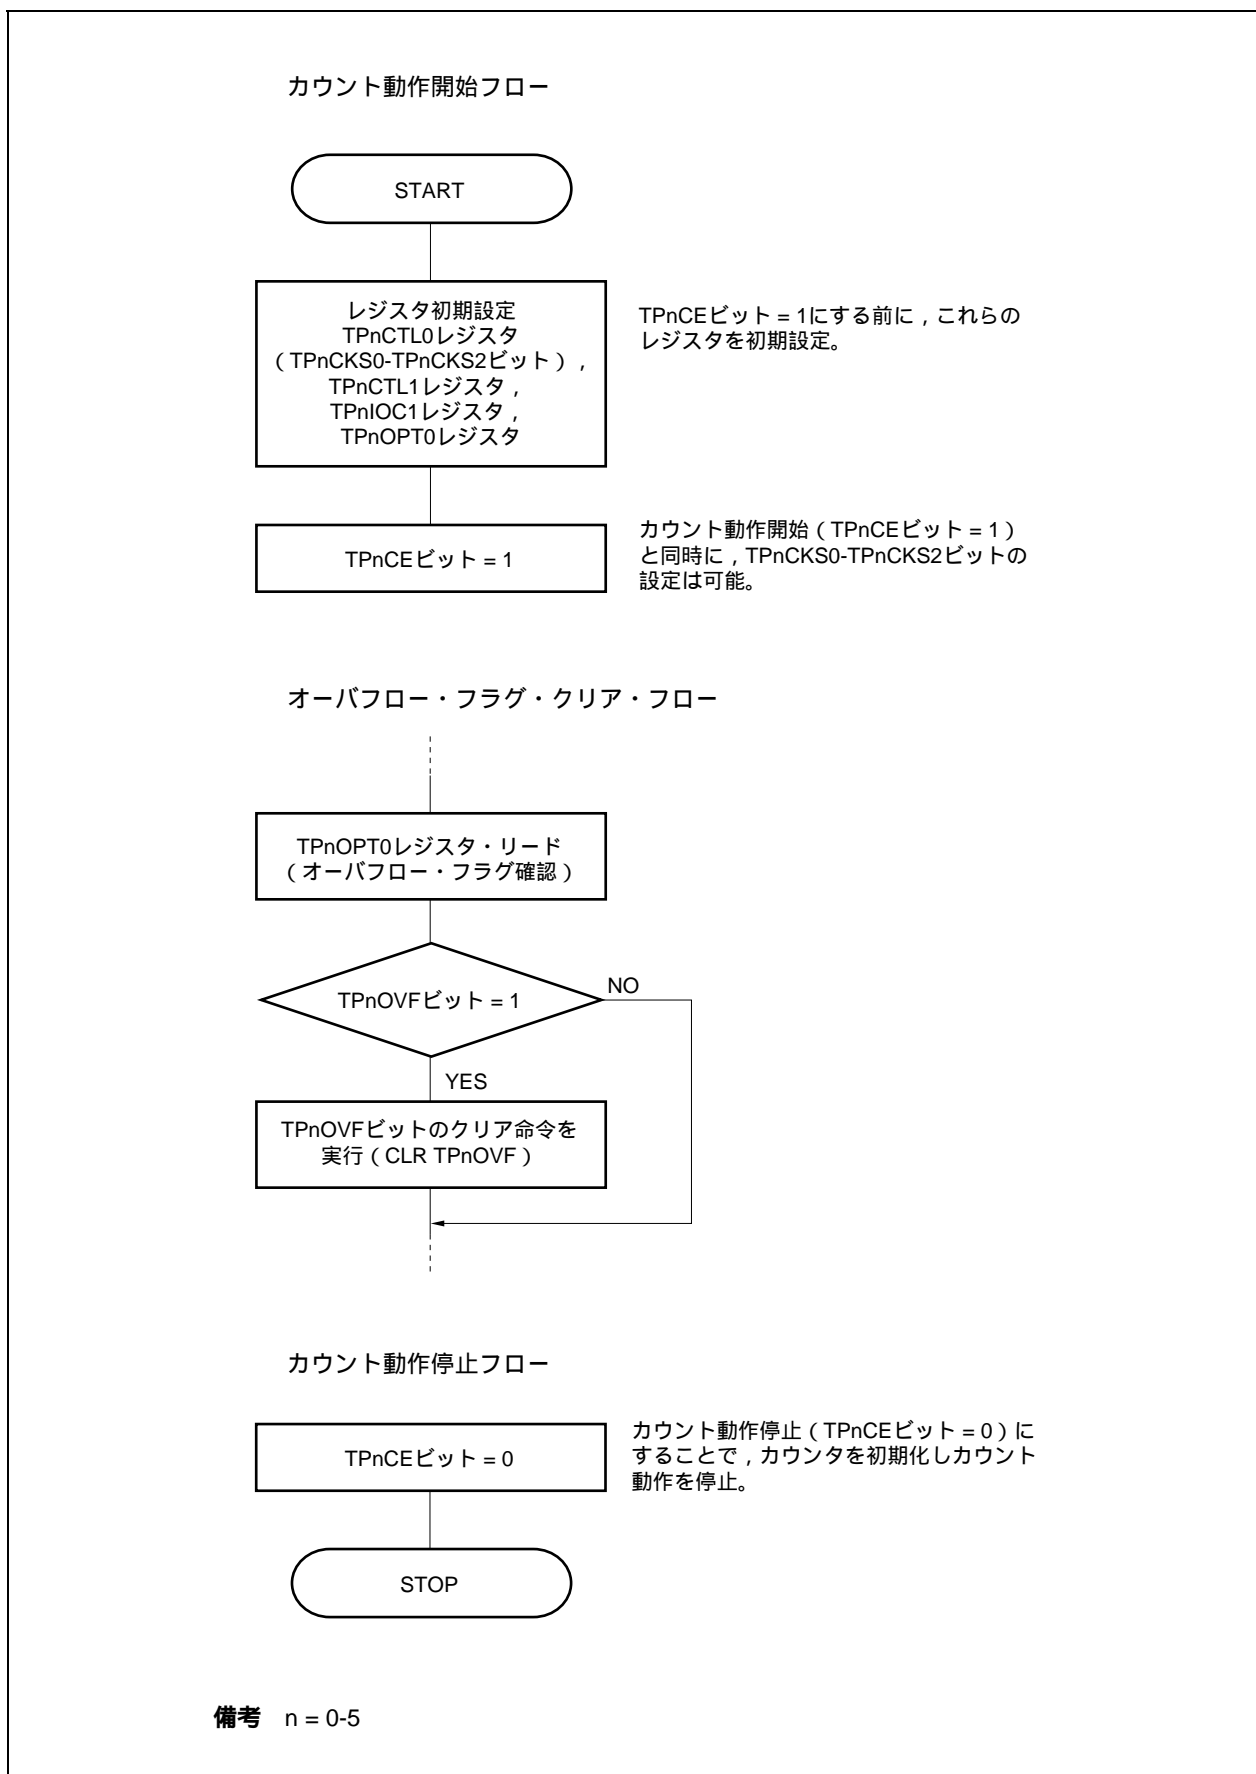 カウント動作開始フロー
START
レジスタ初期設定
TPnCTL0レジスタ
（TPnCKS0-TPnCKS2ビット），
TPnCTL1レジスタ，
TPnIOC1レジスタ，
TPnOPT0レジスタ
TPnCEビット = 1にする前に，これらの
レジスタを初期設定。
TPnCEビット = 1
カウント動作開始（TPnCEビット = 1）
と同時に，TPnCKS0-TPnCKS2ビットの
設定は可能。
オーバフロー・フラグ・クリア・フロー
TPnOPT0レジスタ・リード
（オーバフロー・フラグ確認）
TPnOVFビット = 1
NO
YES
TPnOVFビットのクリア命令を
実行（CLR TPnOVF）
カウント動作停止フロー
TPnCEビット = 0
カウント動作停止（TPnCEビット = 0）に
することで，カウンタを初期化しカウント
動作を停止。
STOP
備考 n = 0-5